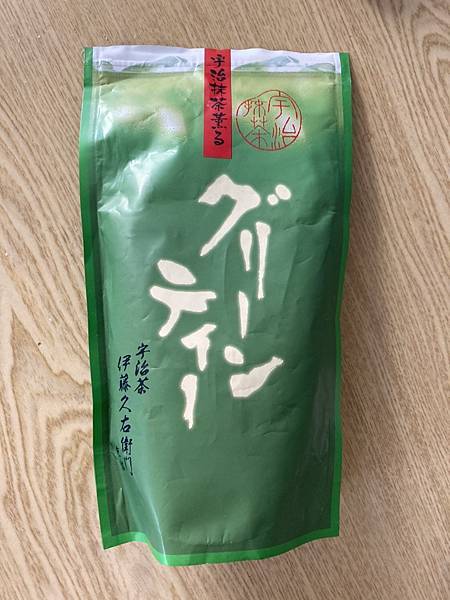 宇治抹茶薫る
宇治
抹茶
グリーン
ティー
宇治茶
伊藤久右衛門